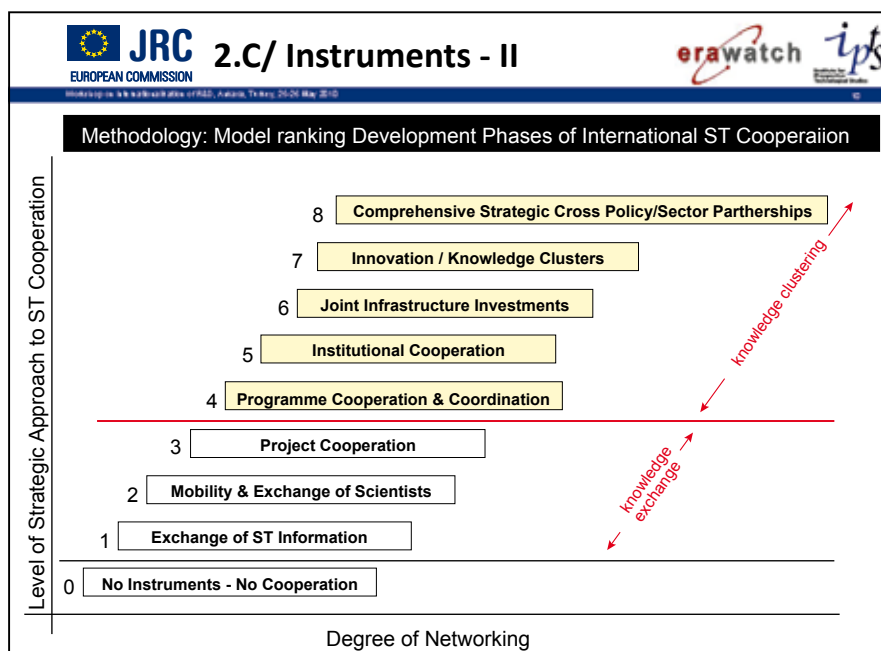 JRC
EUROPEAN COMMISSION
2.C/ Instruments - II
erawatch
ipts
Methodology: Model ranking Development Phases of International ST Cooperaiion
Level of Strategic Approach to ST Cooperation
8 Comprehensive Strategic Cross Policy/Sector Partherships
7 Innovation / Knowledge Clusters
6 Joint Infrastructure Investments
5 Institutional Cooperation
4 Programme Cooperation & Coordination
3 Project Cooperation
2 Mobility & Exchange of Scientists
1 Exchange of ST Information
0 No Instruments - No Cooperation
knowledge clustering
knowledge
exchange
Degree of Networking